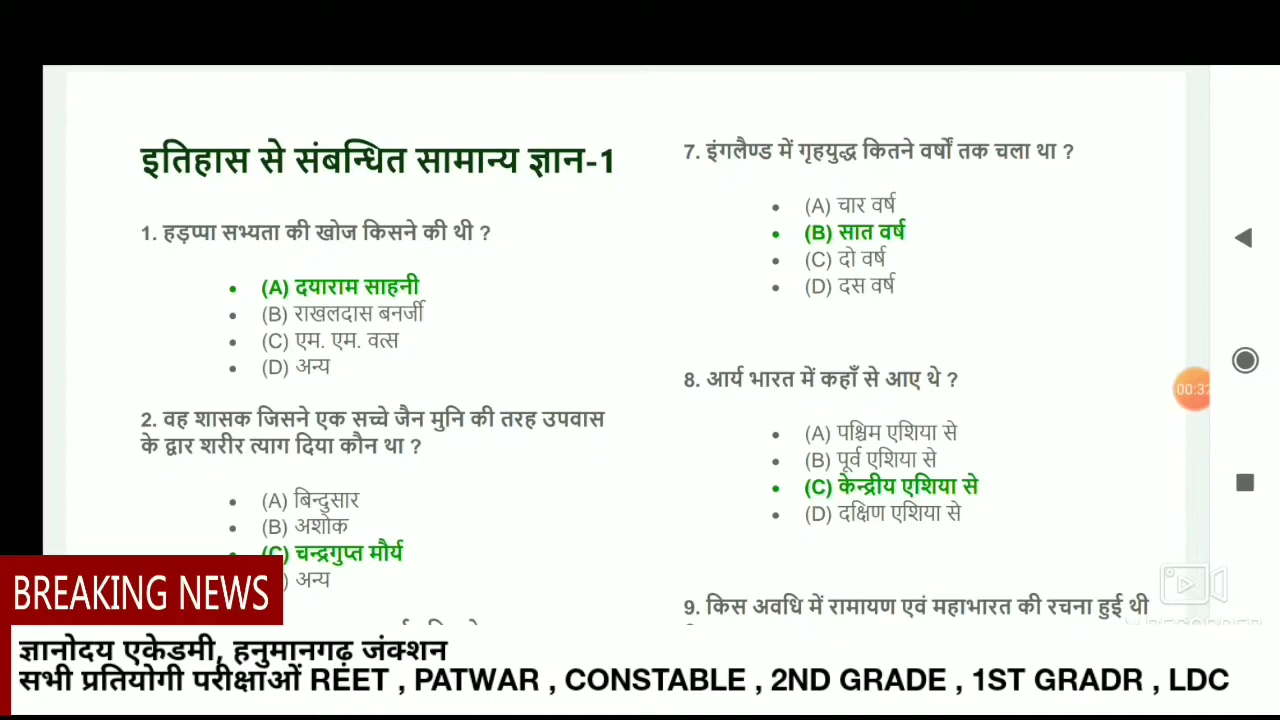 इतिहास से संबन्धित सामान्य ज्ञान-1
1. हड़प्पा सभ्यता की खोज किसने की थी ?
(A) दयाराम साहनी
(B) राखलदास बनर्जी
(C) एम. एम. वत्स
(D) अन्य
2. वह शासक जिसने एक सच्चे जैन मुनि की तरह उपवास
के द्वार शरीर त्याग दिया कौन था ?
(A) बिन्दुसार
(B) अशोक
(C) चन्द्रगुप्त मौर्य
) अन्य
7. इंगलैण्ड में गृहयुद्ध कितने वर्षों तक चला था ?
(A) चार वर्ष
(B) सात वर्ष
(C) दो वर्ष
(D) दस वर्ष
8. आर्य भारत में कहाँ से आए थे ?
(A) पश्चिम एशिया से
(B) पूर्व एशिया से
(C) केन्द्रीय एशिया से
(D) दक्षिण एशिया से
9. किस अवधि में रामायण एवं महाभारत की रचना हुई थी
BREAKING NEWS
ज्ञानोदय एकेडमी, हनुमानगढ़ जंक्शन
सभी प्रतियोगी परीक्षाओं REET , PATWAR , CONSTABLE , 2ND GRADE , 1ST GRADR , LDC